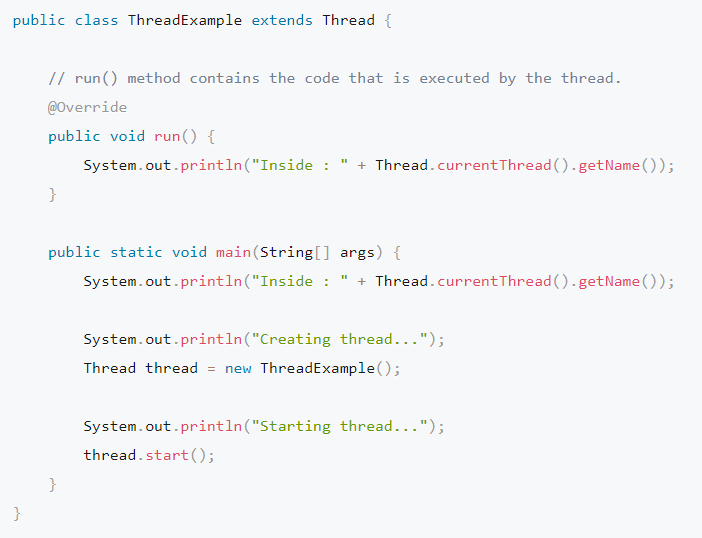 public class ThreadExample extends Thread {
// run() method contains the code that is executed by the thread.
@Override
public void run() {
System.out.println("Inside : " + Thread.currentThread().getName());
}
public static void main(String[] args) {
System.out.println("Inside : " + Thread.currentThread().getName());
System.out.println("Creating thread...");
Thread thread = new ThreadExample();
System.out.println("Starting thread...");
thread.start();
}
}